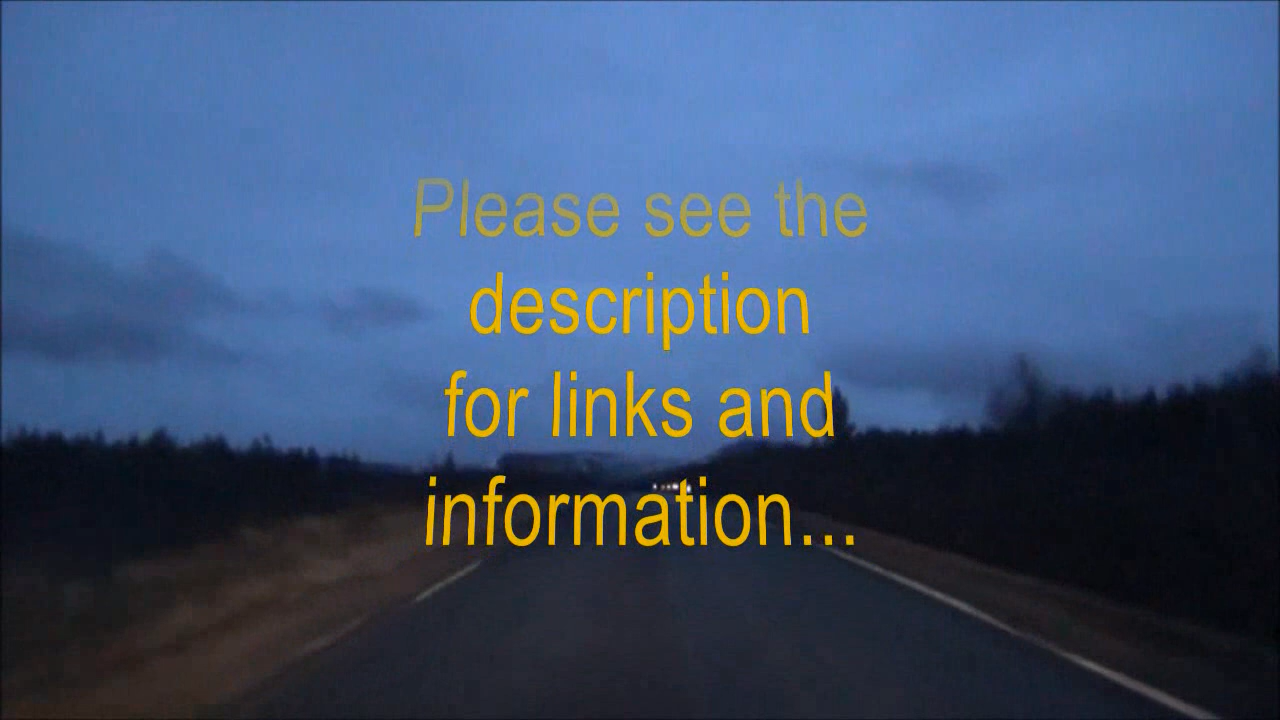 Please see the
description
for links and
information...